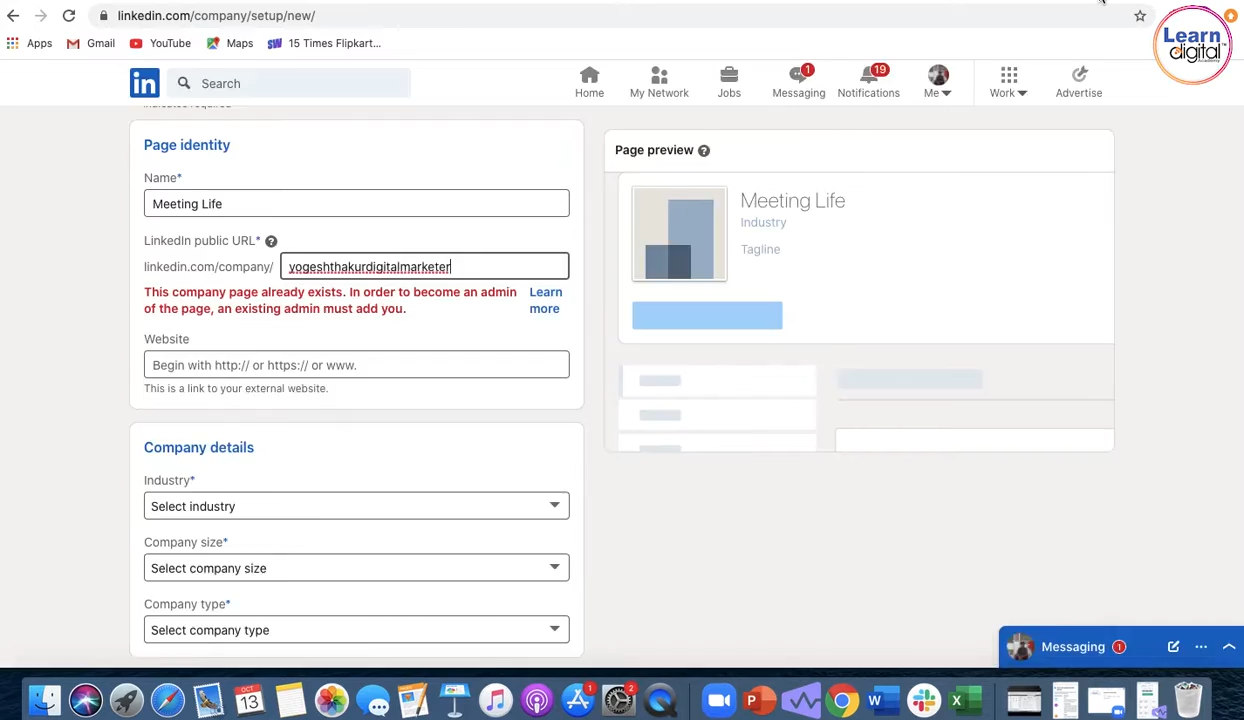 linkedin.com/company/setup/new/
Apps Gmail YouTube Maps 15 Times Flipkart...
Learn
digital
in Search Home My Network Jobs Messaging 1 Notifications 19 Me Work Advertise
Page identity
Name*
Meeting Life
LinkedIn public URL* ?
linkedin.com/company/ yogeshthakurdigitalmarketer
This company page already exists. In order to become an admin
of the page, an existing admin must add you.
Learn
more
Website
Begin with http:// or https:// or www.
This is a link to your external website.
Company details
Industry*
Select industry
Company size*
Select company size
Company type*
Select company type
Page preview ?
Meeting Life
Industry
Tagline
Messaging 1
OCT
13
1
2